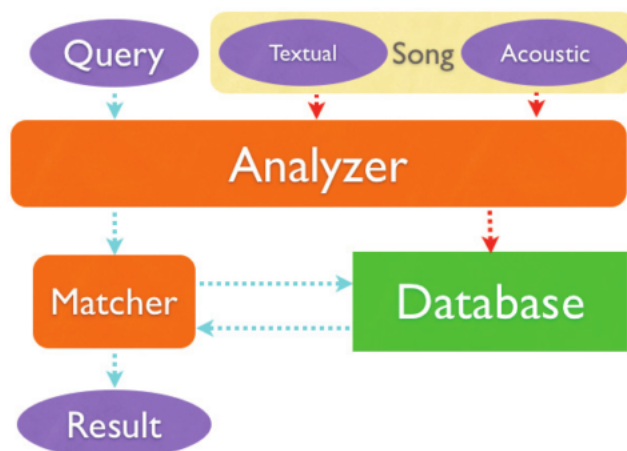 Query
Textual
Song
Acoustic
Analyzer
Matcher
Database
Result